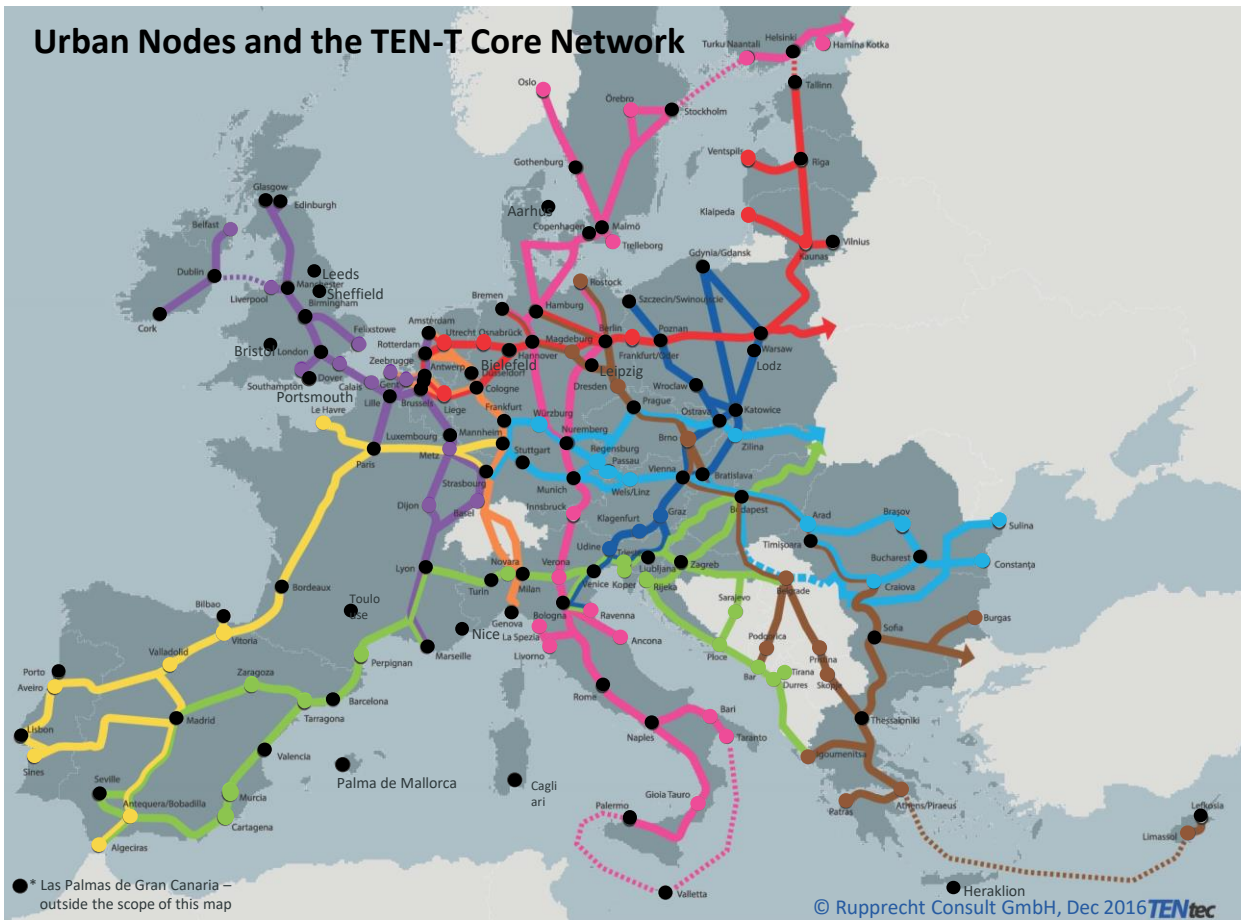 Urban Nodes and the TEN-T Core Network
Turku Naantali
Helsinki
Hamina Kotka
Oslo
Örebro
Stockholm
Tallinn
Gothenburg
Ventspils
Riga
Glasgow
Edinburgh
Aarhus
Klaipeda
Belfast
Copenhagen
Malmö
Trelleborg
Kaunas
Vilnius
Gdynia/Gdansk
Dublin
Leeds
Manchester
Sheffield
Liverpool
Birmingham
Rostock
Szczecin/Swinoujscie
Bremen
Hamburg
Cork
Felixstowe
Amsterdam
Utrecht
Osnabrück
Magdeburg
Berlin
Poznan
Bristol
London
Rotterdam
Zeebrugge
Antwerp
Hannover
Frankfurt/Oder
Warsaw
Lodz
Bielefeld
Leipzig
Southampton
Dover
Calais
Gent
Düsseldorf
Cologne
Dresden
Wroclaw
Portsmouth
Le Havre
Lille
Brussels
Liege
Frankfurt
Würzburg
Prague
Ostrava
Katowice
Luxembourg
Mannheim
Nuremberg
Brno
Zilina
Paris
Metz
Stuttgart
Regensburg
Passau
Strasbourg
Munich
Wels/Linz
Vienna
Bratislava
Dijon
Basel
Innsbruck
Klagenfurt
Graz
Budapest
Arad
Braşov
Sulina
Udine
Timişoara
Bucharest
Constanţa
Lyon
Novara
Verona
Trieste
Ljubljana
Zagreb
Turin
Milan
Venice
Koper
Rijeka
Belgrade
Craiova
Bordeaux
Toulo
use
Bilbao
Vitoria
Nice
Genova
Bologna
Ravenna
Sarajevo
La Spezia
Ancona
Livorno
Sofia
Burgas
Marseille
Podgorica
Pristina
Ploce
Valladolid
Porto
Aveiro
Zaragoza
Perpignan
Bar
Tirana
Durres
Skopje
Barcelona
Rome
Madrid
Tarragona
Thessaloniki
Lisbon
Naples
Bari
Taranto
Valencia
Igoumenitsa
Sines
Palma de Mallorca
Cagli
ari
Seville
Murcia
Antequera/Bobadilla
Gioia Tauro
Palermo
Cartagena
Patras
Athens/Piraeus
Lefkosia
Limassol
Algeciras
Valletta
Heraklion
* Las Palmas de Gran Canaria –
outside the scope of this map
© Rupprecht Consult GmbH, Dec 2016
TENtec